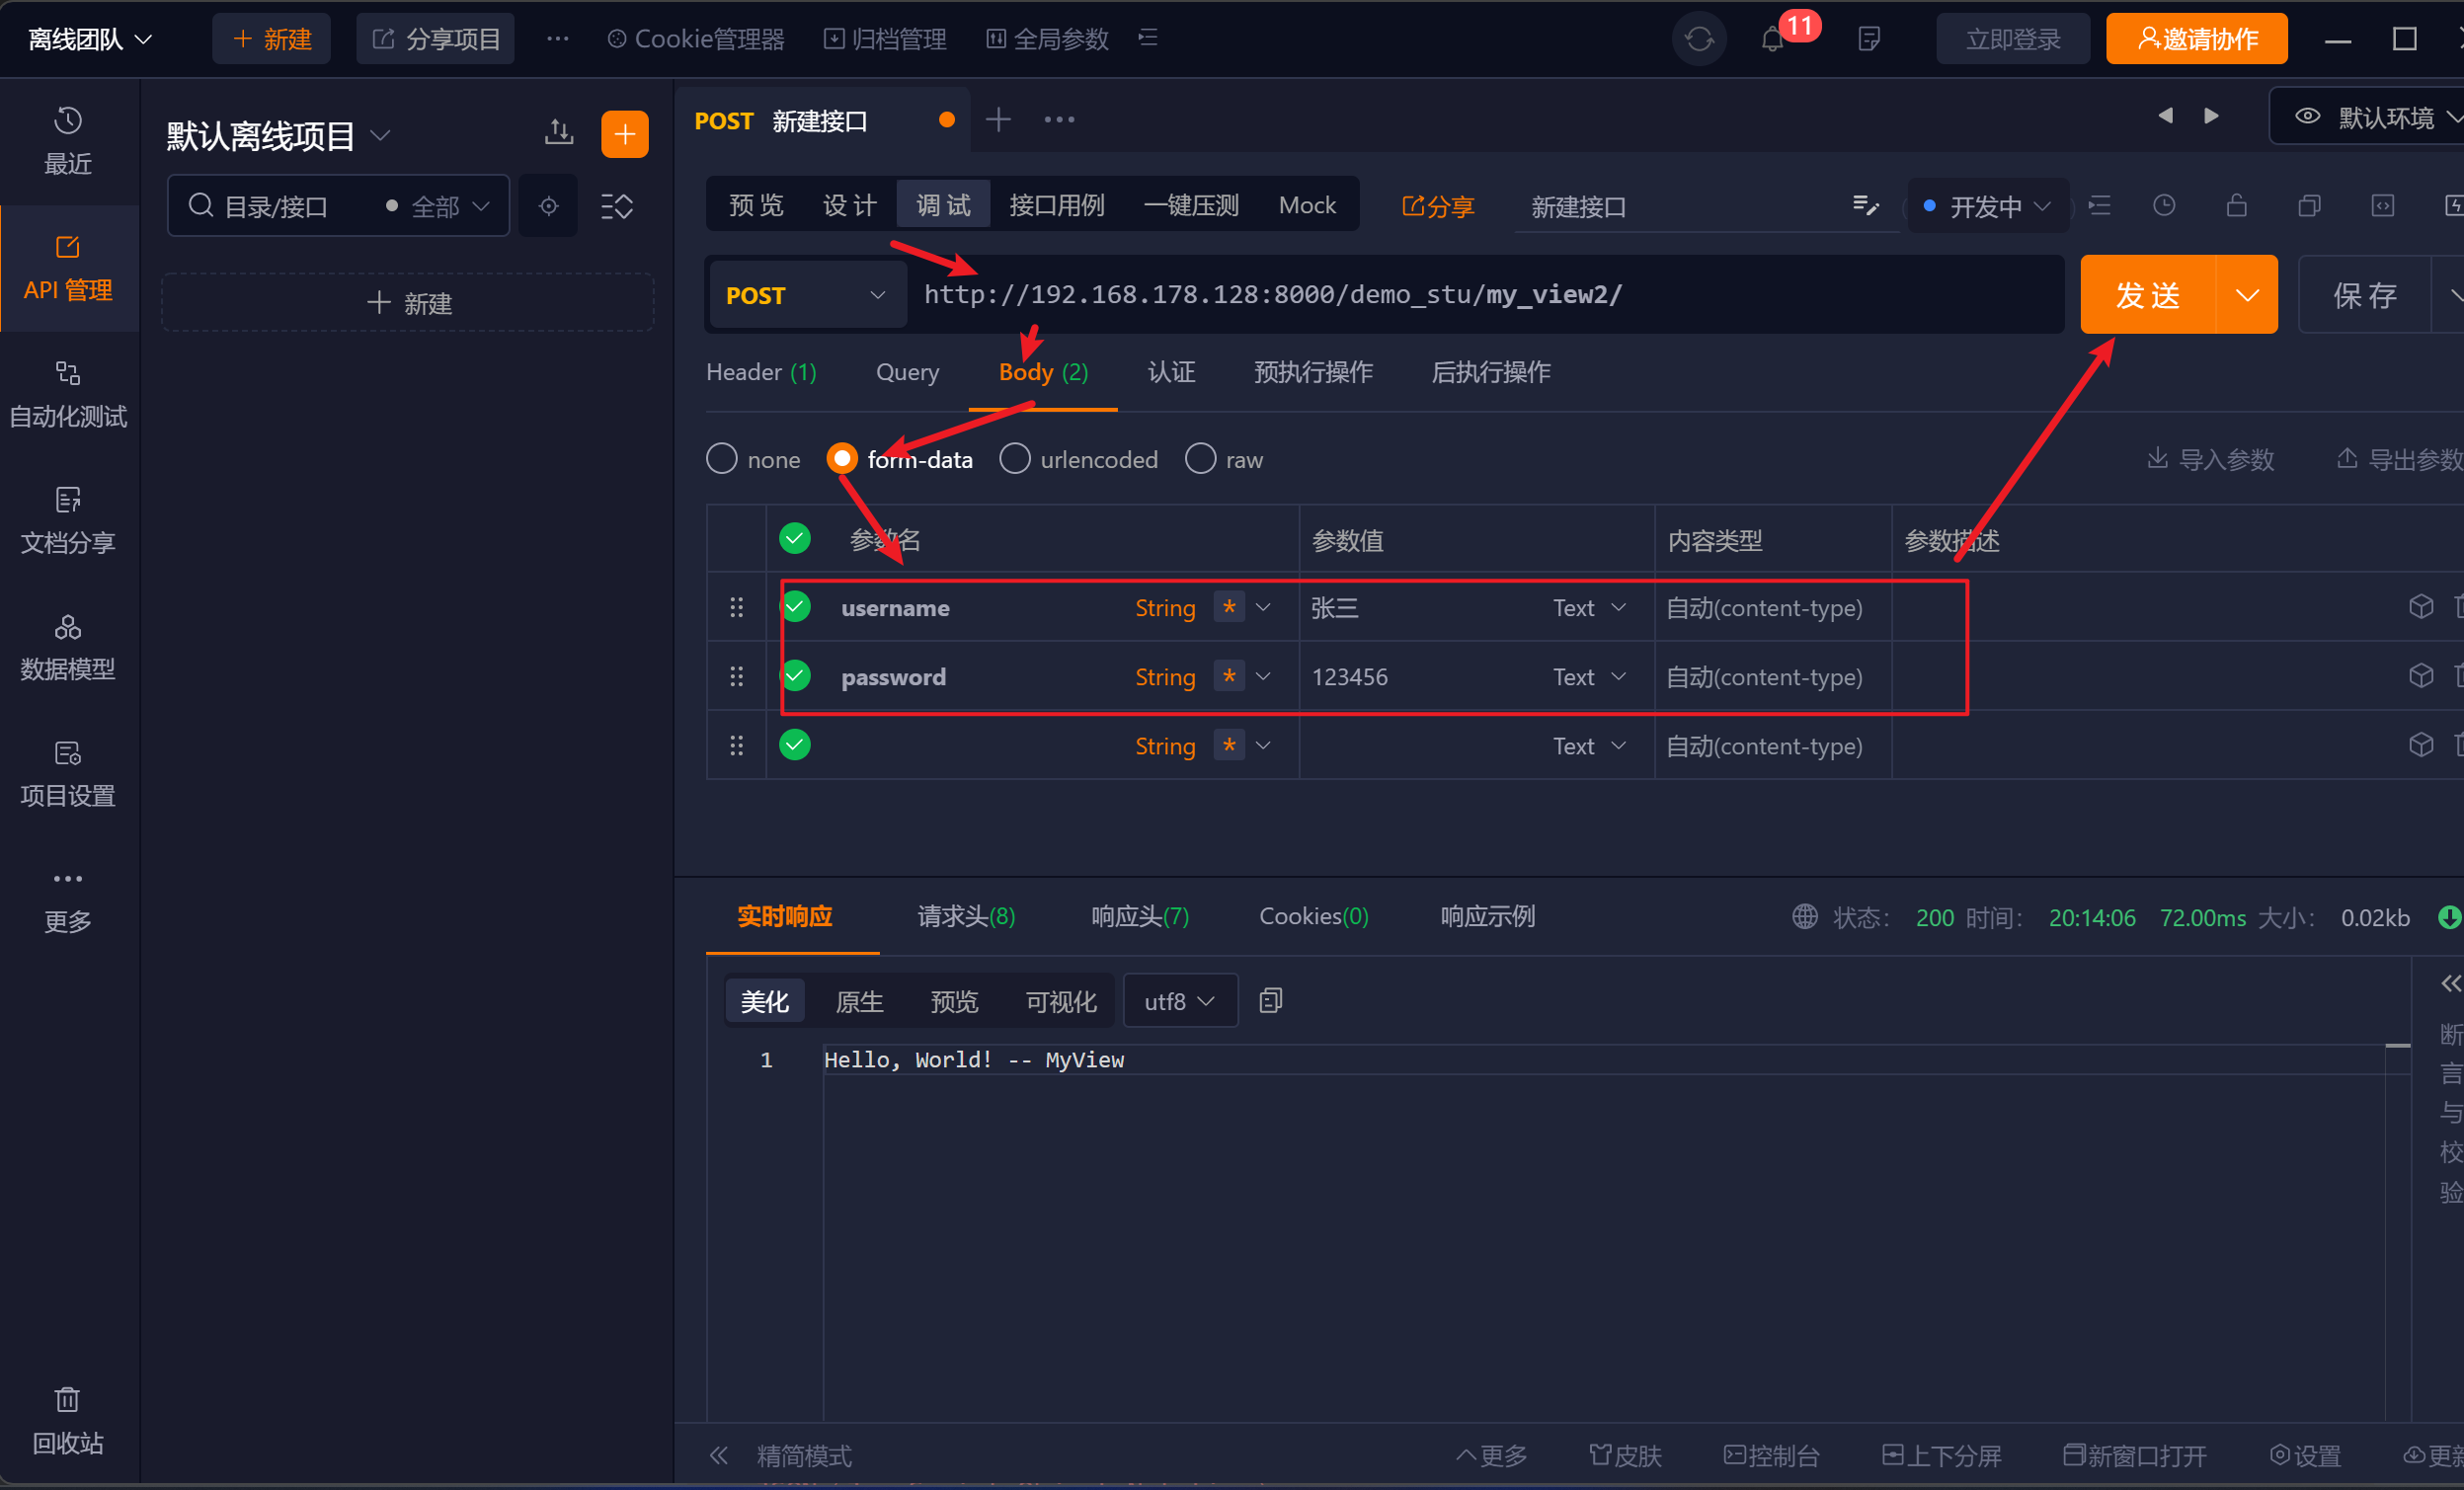 离线团队
新建
分享项目
Cookie管理器
归档管理
全局参数
11
立即登录
邀请协作
最近
API 管理
自动化测试
文档分享
数据模型
项目设置
更多
回收站
默认离线项目
目录/接口
全部
新建
POST 新建接口
默认环境
预览
设计
调试
接口用例
一键压测
Mock
分享
新建接口
开发中
POST
http://192.168.178.128:8000/demo_stu/my_view2/
发送
保存
Header (1)
Query
Body (2)
认证
预执行操作
后执行操作
none
form-data
urlencoded
raw
导入参数
导出参数
参数名 参数值 内容类型 参数描述
username String * 张三 Text 自动(content-type)
password String * 123456 Text 自动(content-type)
String * Text 自动(content-type)
实时响应
请求头(8)
响应头(7)
Cookies(0)
响应示例
状态： 200 时间： 20:14:06 72.00ms 大小： 0.02kb
美化
原生
预览
可视化
utf8
1 Hello, World! -- MyView
断
言
与
校
验
精简模式
更多
皮肤
控制台
上下分屏
新窗口打开
设置
更新